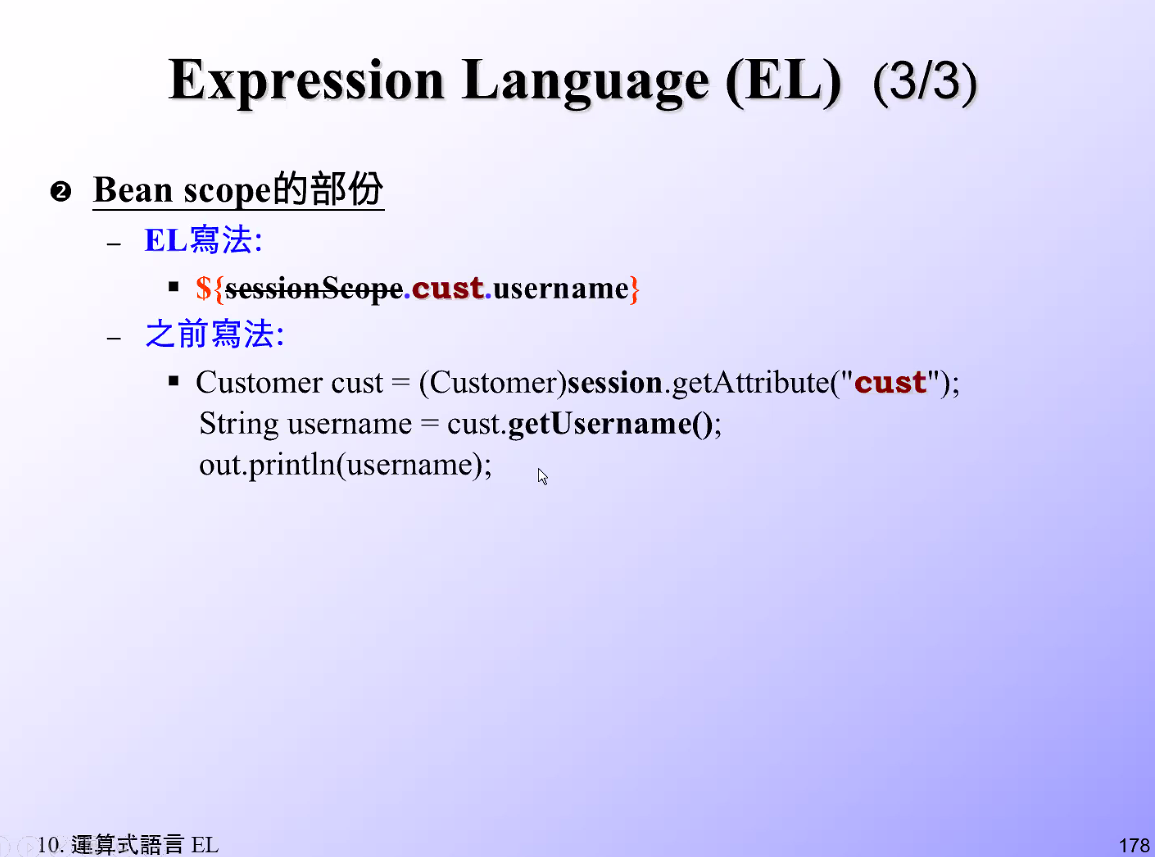 Expression Language (EL) (3/3)
❷ Bean scope的部份
– EL寫法:
▪ ${sessionScope.cust.username}
– 之前寫法:
▪ Customer cust = (Customer)session.getAttribute("cust");
String username = cust.getUsername();
out.println(username);
10. 運算式語言 EL
178